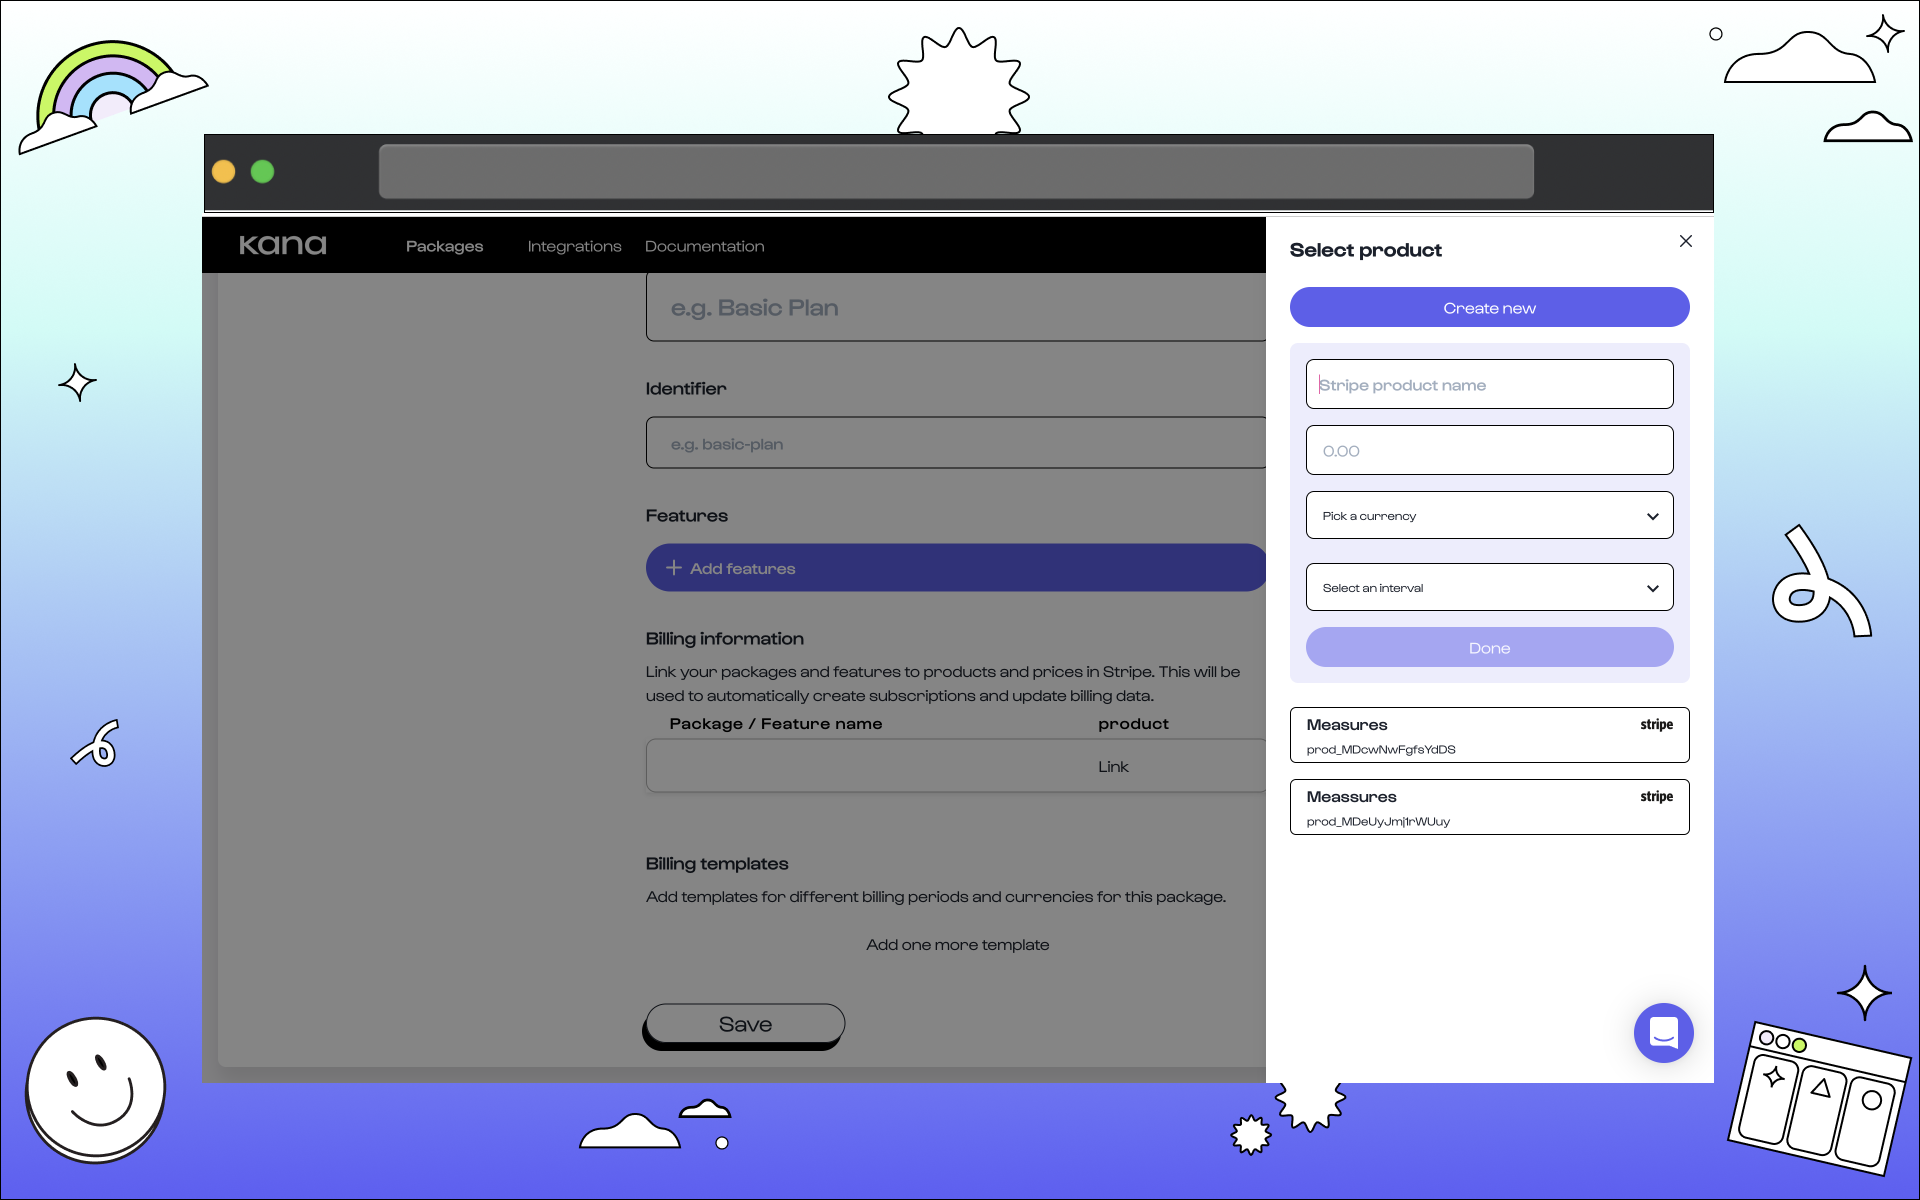 kana
Packages
Integrations
Documentation
e.g. Basic Plan
Identifier
e.g. basic-plan
Features
Add features
Billing information
Link your packages and features to products and prices in Stripe. This will be
used to automatically create subscriptions and update billing data.
Package / Feature name
product
Link
Billing templates
Add templates for different billing periods and currencies for this package.
Add one more template
Save
Select product
Create new
Stripe product name
0.00
Pick a currency
Select an interval
Done
Measures
stripe
prod_MDcwNwFgfsYdDS
Meassures
stripe
prod_MDeUyJmj1rWUuy